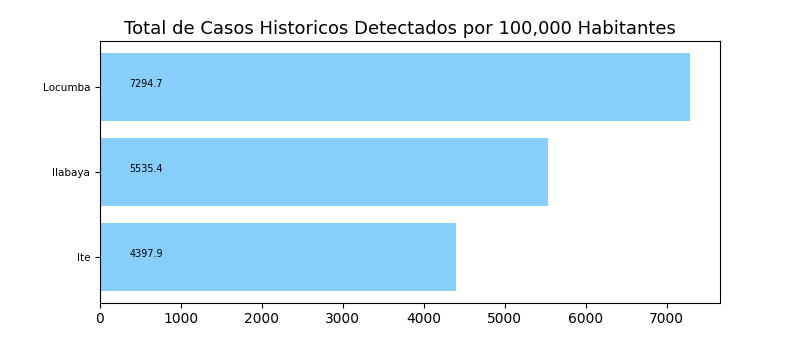 Total de Casos Historicos Detectados por 100,000 Habitantes
Locumba 7294.7
Ilabaya 5535.4
Ite 4397.9
0 1000 2000 3000 4000 5000 6000 7000